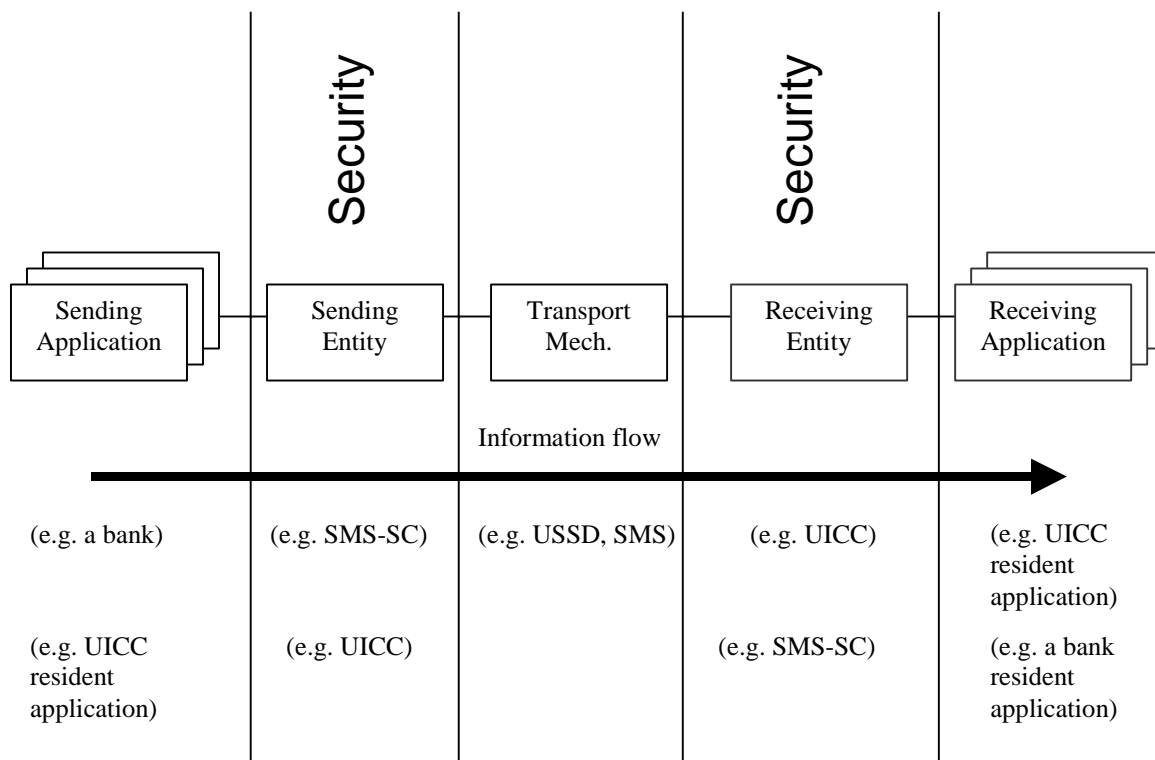 Security
Security
Sending
Application
Sending
Entity
Transport
Mech.
Receiving
Entity
Receiving
Application
Information flow
(e.g. a bank)
(e.g. SMS-SC)
(e.g. USSD, SMS)
(e.g. UICC)
(e.g. UICC
resident
application)
(e.g. UICC
resident
application)
(e.g. UICC)
(e.g. SMS-SC)
(e.g. a bank
resident
application)